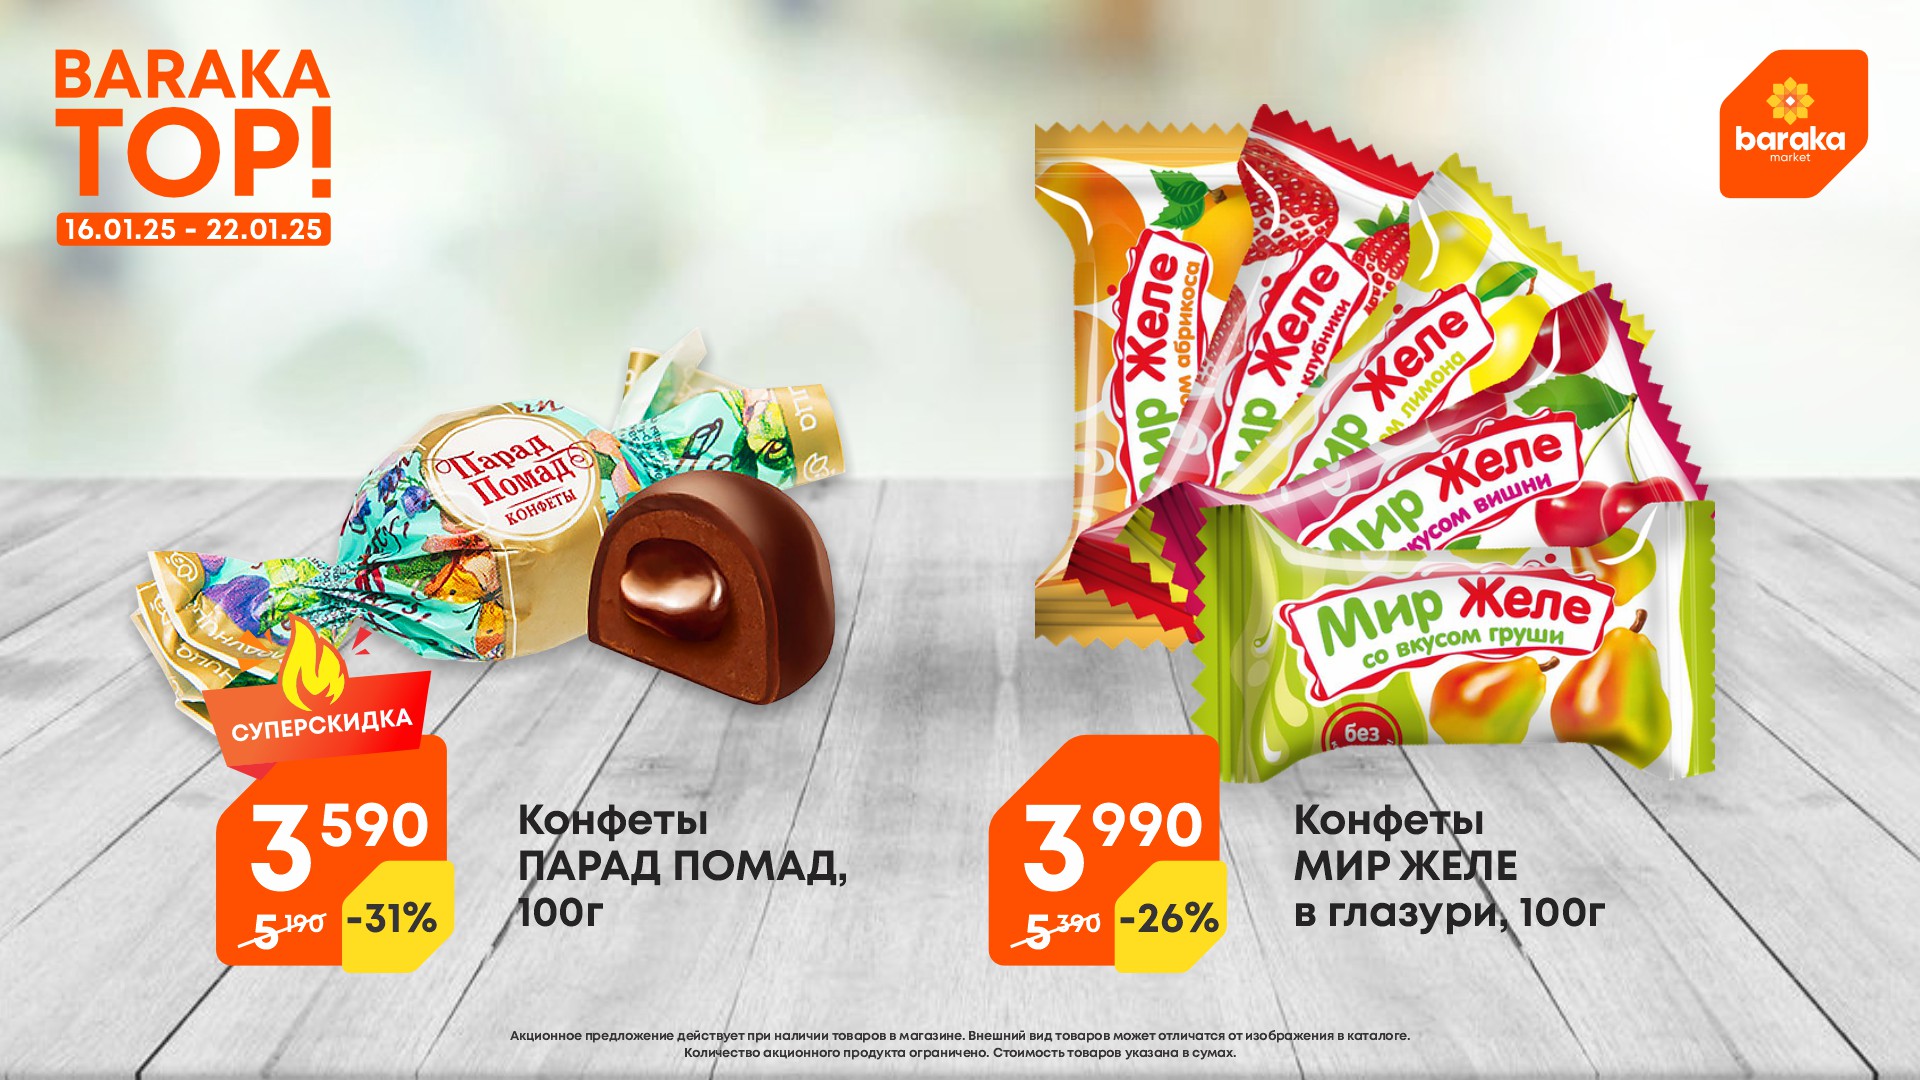 BARAKA
TOP!
16.01.25 - 22.01.25
baraka
market
Парад
Помад
КОНФЕТЫ
Желе
Желе
Желе
клубники
лимона
абрикоса
Мир Желе
вкусом вишни
Мир Желе
со вкусом груши
без
СУПЕРСКИДКА
3 590
5 190
-31%
Конфеты
ПАРАД ПОМАД,
100г
3 990
5 390
-26%
Конфеты
МИР ЖЕЛЕ
в глазури, 100г
Акционное предложение действует при наличии товаров в магазине. Внешний вид товаров может отличатся от изображения в каталоге.
Количество акционного продукта ограничено. Стоимость товаров указана в сумах.